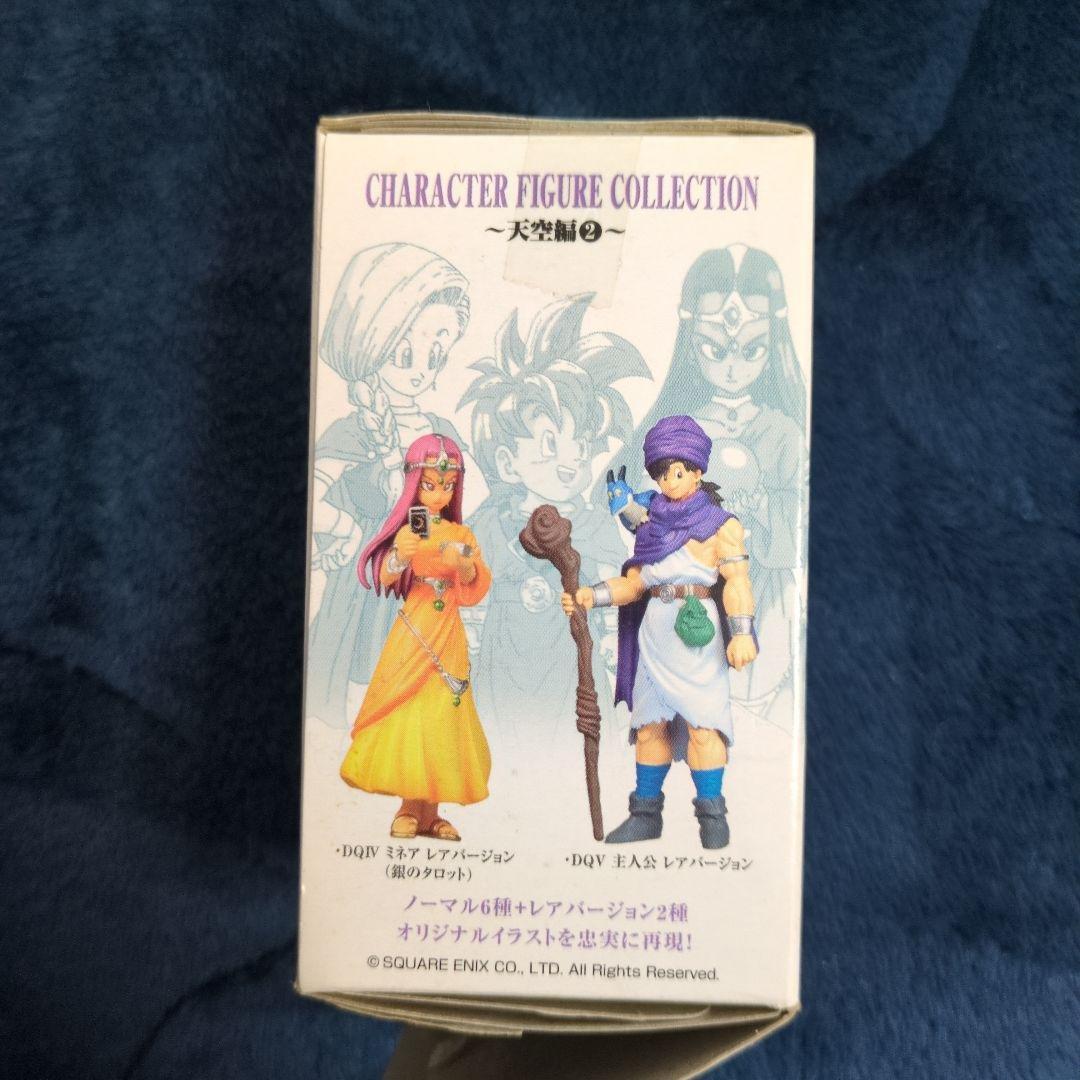 CHARACTER FIGURE COLLECTION
～天空編❷～
・DQIV ミネア レアバージョン
（銀のタロット）
・DQV 主人公 レアバージョン
ノーマル6種+レアバージョン2種
オリジナルイラストを忠実に再現!
©SQUARE ENIX CO., LTD. All Rights Reserved.